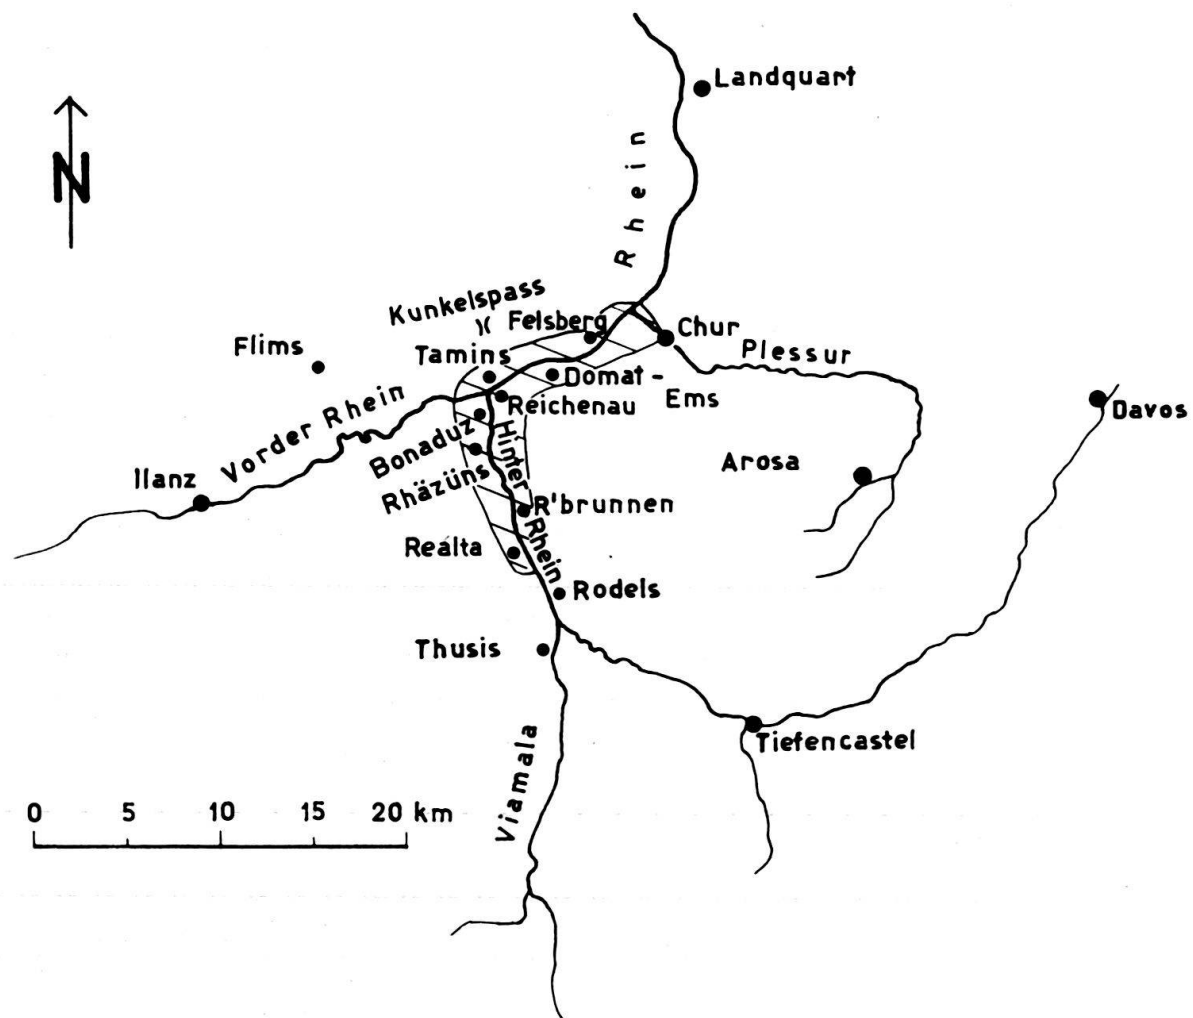 Landquart
N
Rhein
Kunkelspass
)(
Felsberg
Chur
Flims
Tamins
Plessur
Domat-
Ems
Vorder Rhein
Reichenau
Davos
Bonaduz
Hinter
Rhein
Arosa
Ilanz
Rhäzüns
R'brunnen
Realta
Rodels
Thusis
Tiefencastel
Viamala
0 5 10 15 20 km